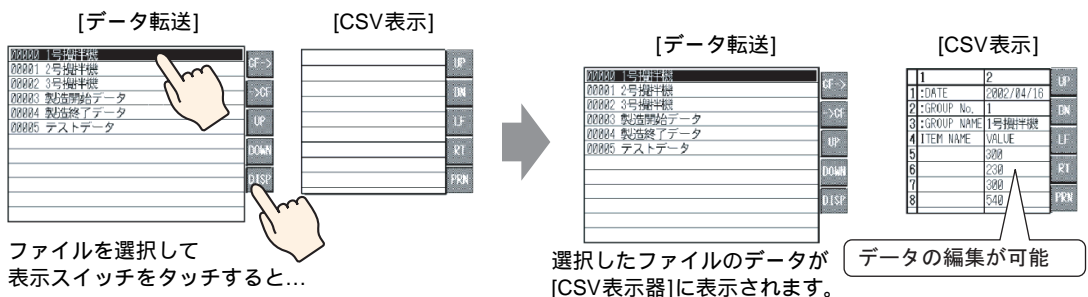 [データ転送]
[CSV表示]
00000 1号攪拌機
00001 2号攪拌機
00002 3号攪拌機
00003 製造開始データ
00004 製造終了データ
00005 テストデータ
CF->
->CF
UP
DOWN
DISP
UP
DN
LF
RT
PRN
ファイルを選択して
表示スイッチをタッチすると...
[データ転送]
[CSV表示]
00000 1号攪拌機
00001 2号攪拌機
00002 3号攪拌機
00003 製造開始データ
00004 製造終了データ
00005 テストデータ
CF->
->CF
UP
DOWN
DISP
1 2
1 :DATE 2002/04/16
2 :GROUP No. 1
3 :GROUP NAME 1号攪拌機
4 ITEM NAME VALUE
5 300
6 230
7 300
8 540
UP
DN
LF
RT
PRN
選択したファイルのデータが
[CSV表示器]に表示されます。
データの編集が可能